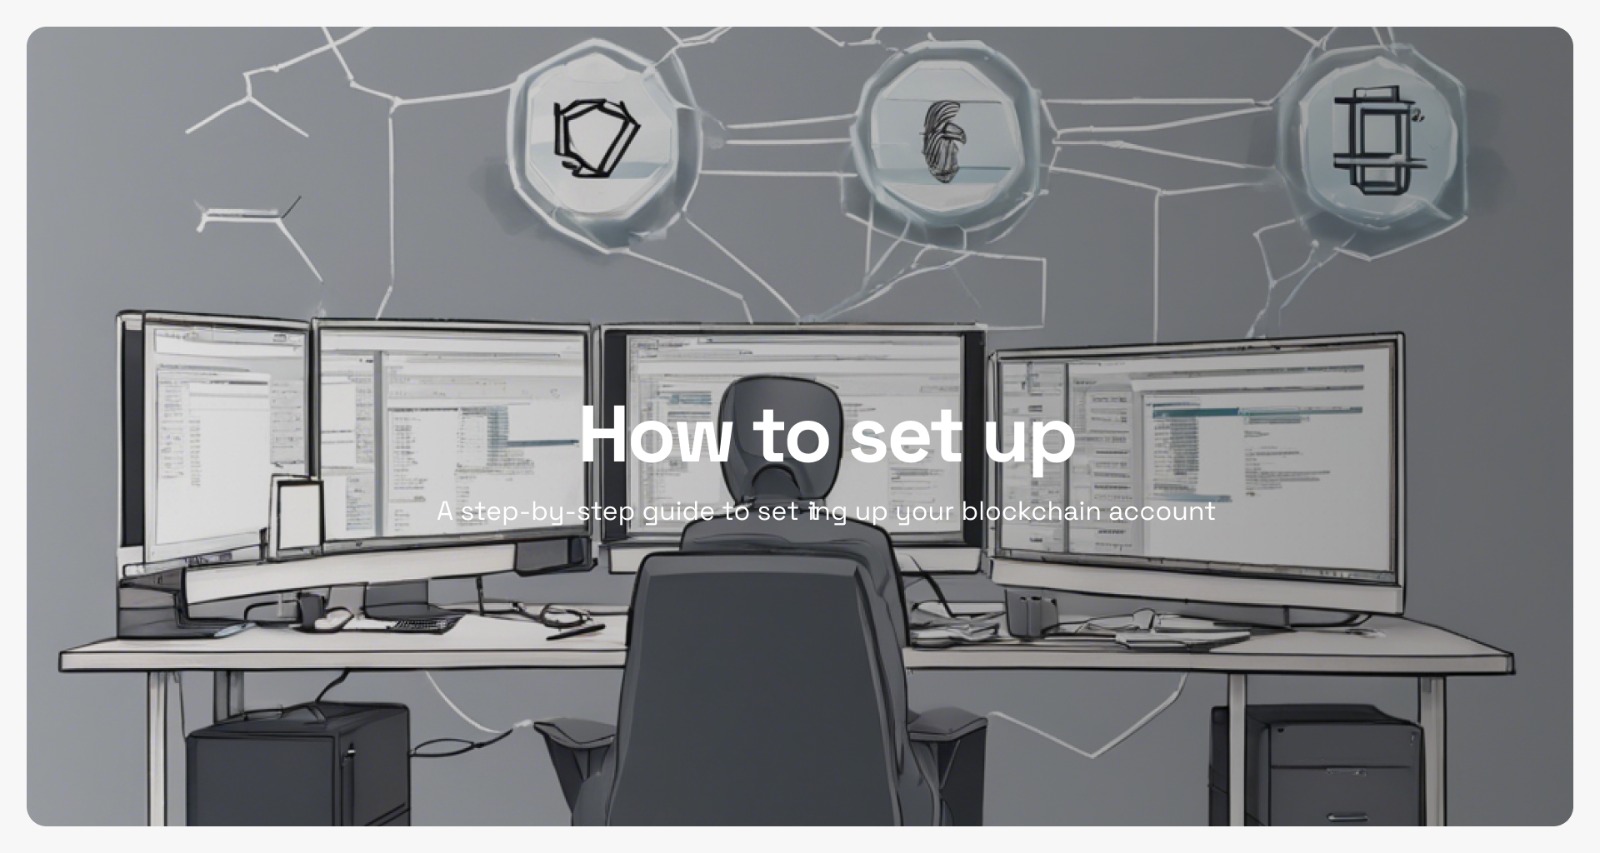 How to set up
A step-by-step guide to setting up your blockchain account